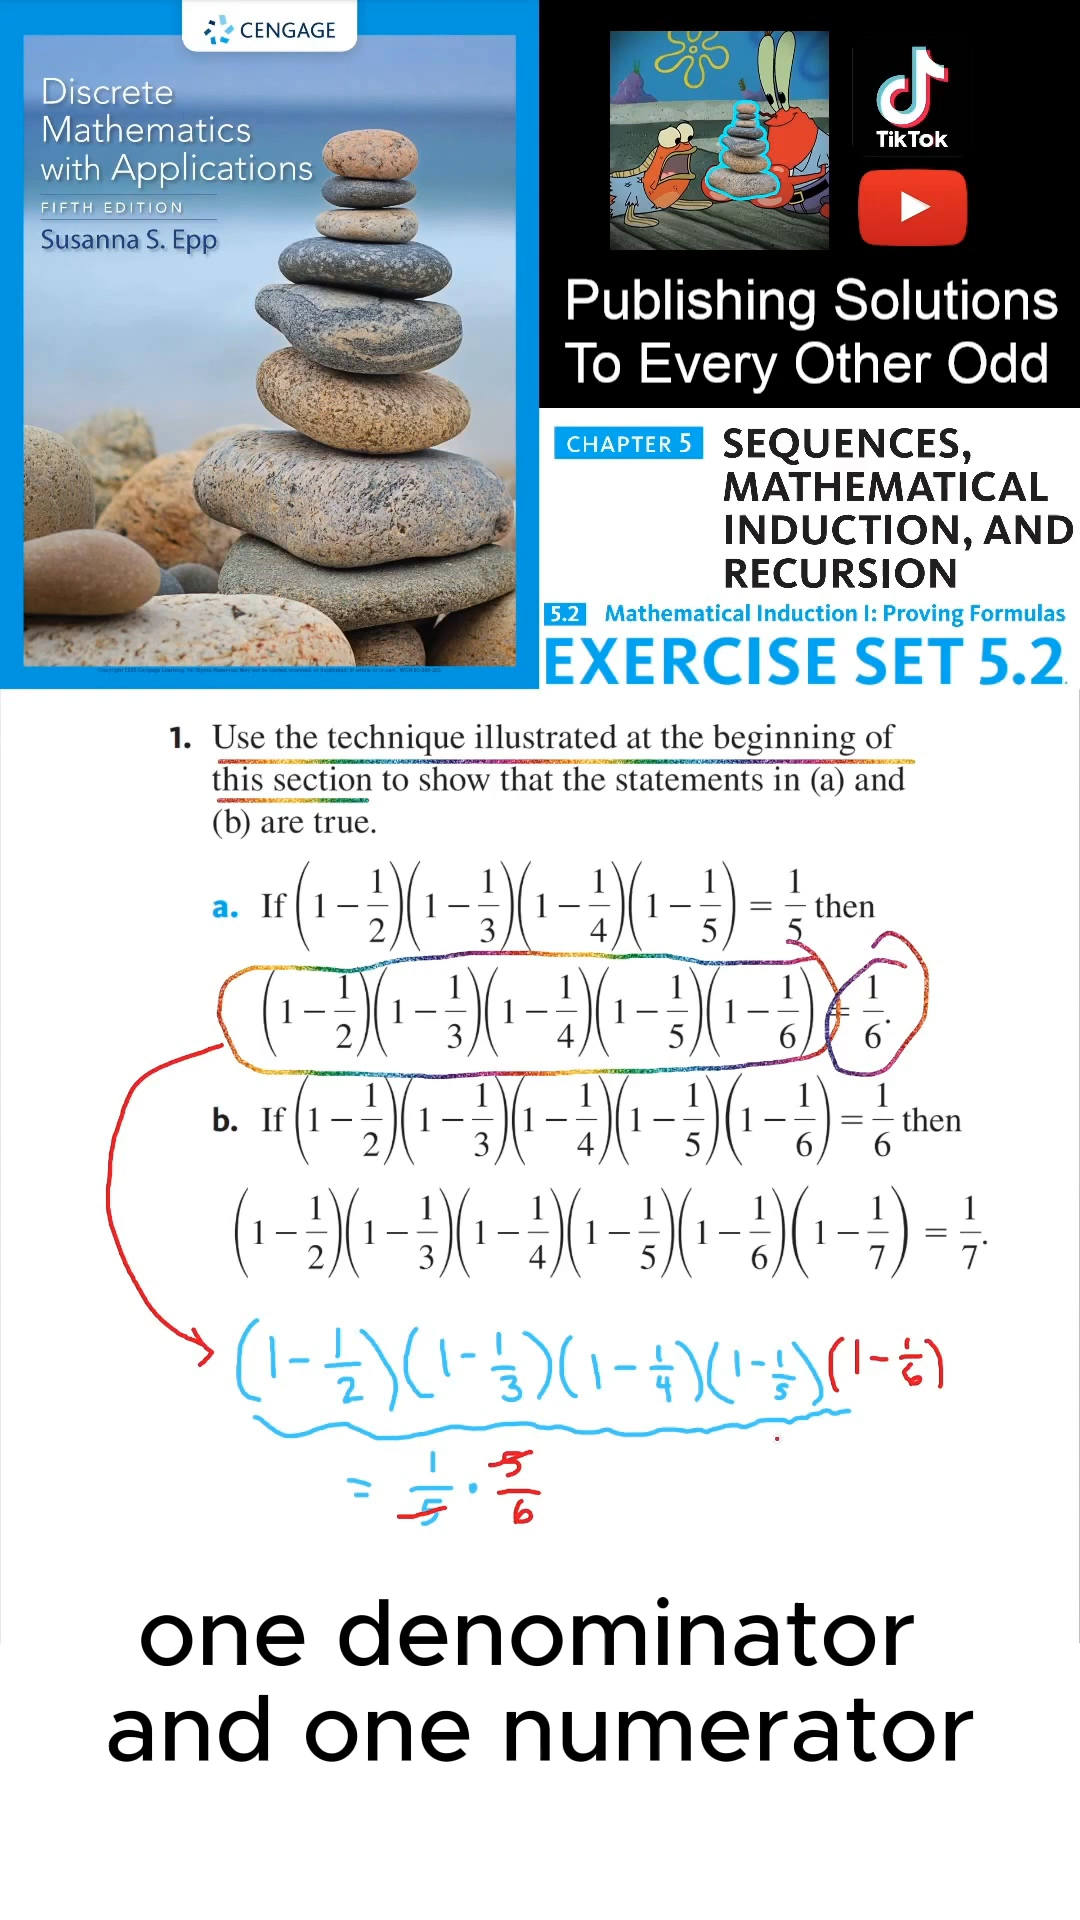 CENGAGE
Discrete
Mathematics
with Applications
FIFTH EDITION
Susanna S. Epp
TikTok
Publishing Solutions
To Every Other Odd
CHAPTER 5 SEQUENCES,
MATHEMATICAL
INDUCTION, AND
RECURSION
5.2 Mathematical Induction I: Proving Formulas
EXERCISE SET 5.2
1. Use the technique illustrated at the beginning of
this section to show that the statements in (a) and
(b) are true.
a. If (1 − 1/2)(1 − 1/3)(1 − 1/4)(1 − 1/5) = 1/5 then
(1 − 1/2)(1 − 1/3)(1 − 1/4)(1 − 1/5)(1 − 1/6) = 1/6.
b. If (1 − 1/2)(1 − 1/3)(1 − 1/4)(1 − 1/5)(1 − 1/6) = 1/6 then
(1 − 1/2)(1 − 1/3)(1 − 1/4)(1 − 1/5)(1 − 1/6)(1 − 1/7) = 1/7.
(1 − 1/2)(1 − 1/3)(1 − 1/4)(1 − 1/5)(1 − 1/6)
= 1/5 · 5/6
one denominator
and one numerator